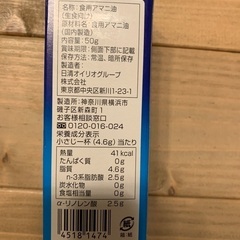 名称：食用アマニ油
(生食向け)
原材料名：食用アマニ油
(国内製造)
内容量：50g
賞味期限：側面下部に記載
保存方法：常温、暗所保存
製造者：
日清オイリオグループ
株式会社
東京都中央区新川1-23-1
製造所：神奈川県横浜市
磯子区新森町1
お客様相談窓口
0120-016-024
栄養成分表示
小さじ一杯(4.6g)当たり
熱量 41kcal
たんぱく質 0g
脂質 4.6g
n-3系脂肪酸 2.5g
炭水化物 0g
食塩相当量 0g
α-リノレン酸 2.5g
4518 1474
紙箱